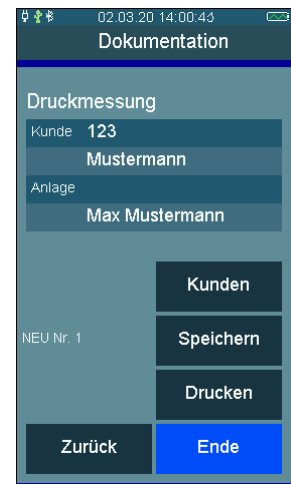 02.03.20 14:00:46
Dokumentation
Druckmessung
Kunde 123
Mustermann
Anlage
Max Mustermann
Kunden
NEU Nr. 1
Speichern
Drucken
Zurück
Ende